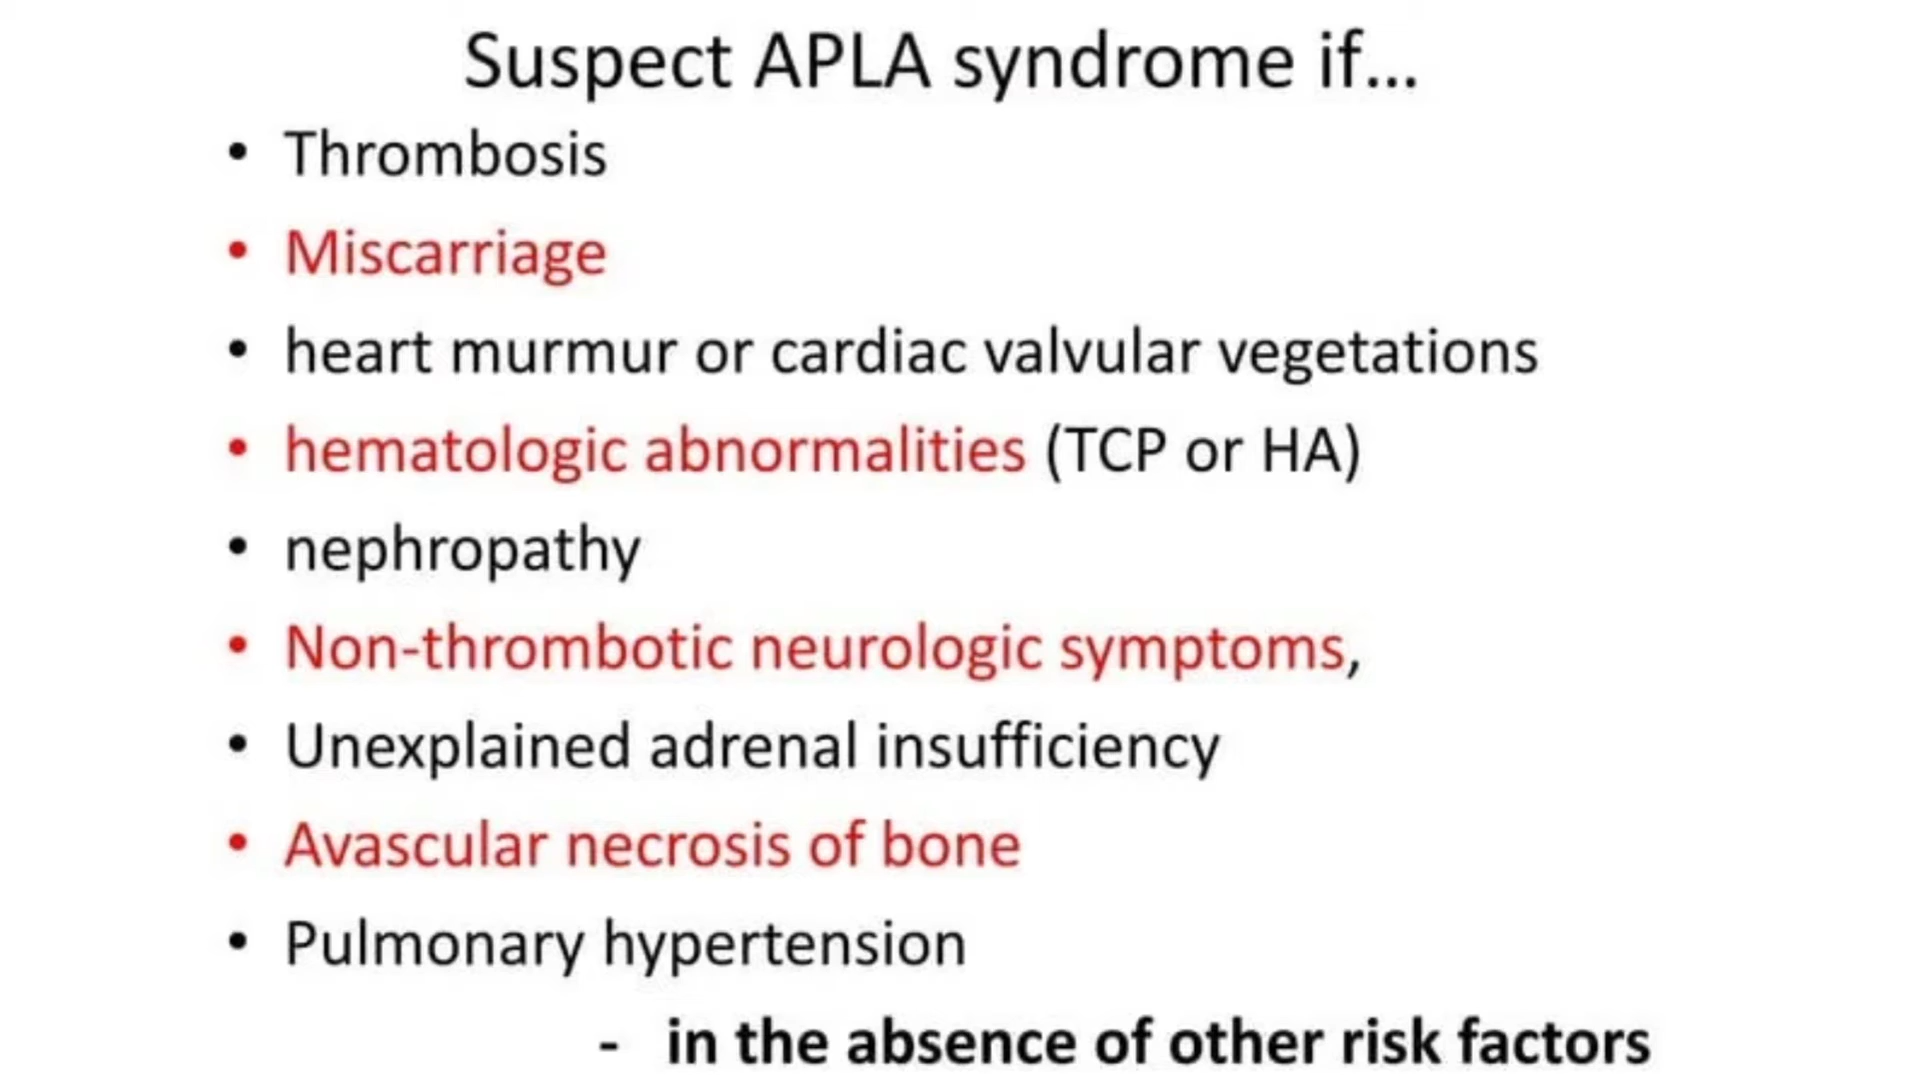 Suspect APLA syndrome if...
• Thrombosis
• Miscarriage
• heart murmur or cardiac valvular vegetations
• hematologic abnormalities (TCP or HA)
• nephropathy
• Non-thrombotic neurologic symptoms,
• Unexplained adrenal insufficiency
• Avascular necrosis of bone
• Pulmonary hypertension
- in the absence of other risk factors